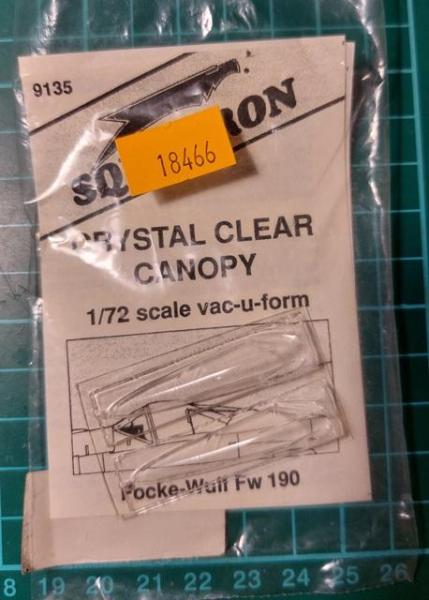 9135
SQ RON
18466
CRYSTAL CLEAR
CANOPY
1/72 scale vac-u-form
Focke-Wulf Fw 190
8 19 20 21 22 23 24 25 26